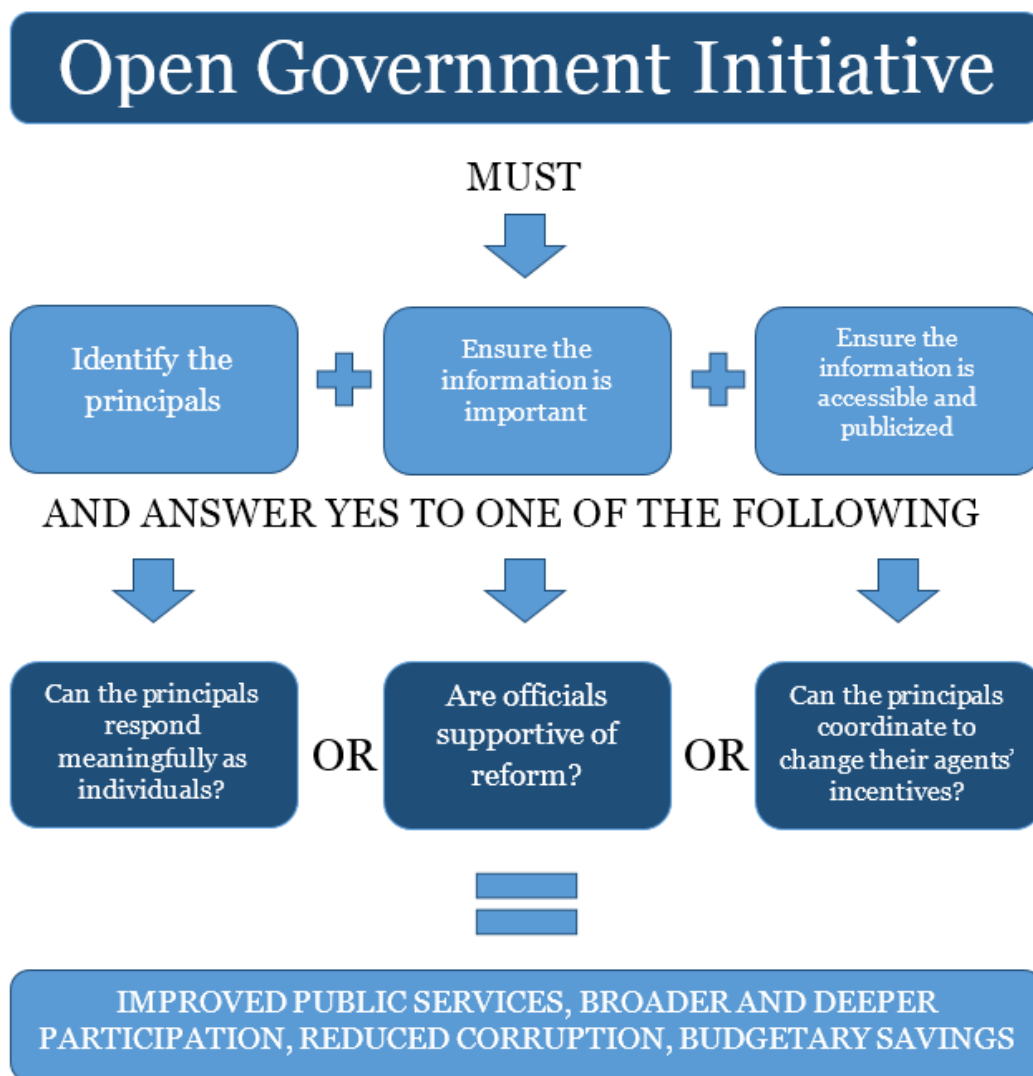 Open Government Initiative
MUST
Identify the
principals
Ensure the
information is
important
Ensure the
information is
accessible and
publicized
AND ANSWER YES TO ONE OF THE FOLLOWING
Can the principals
respond
meaningfully as
individuals?
OR
Are officials
supportive of
reform?
OR
Can the principals
coordinate to
change their agents’
incentives?
IMPROVED PUBLIC SERVICES, BROADER AND DEEPER
PARTICIPATION, REDUCED CORRUPTION, BUDGETARY SAVINGS